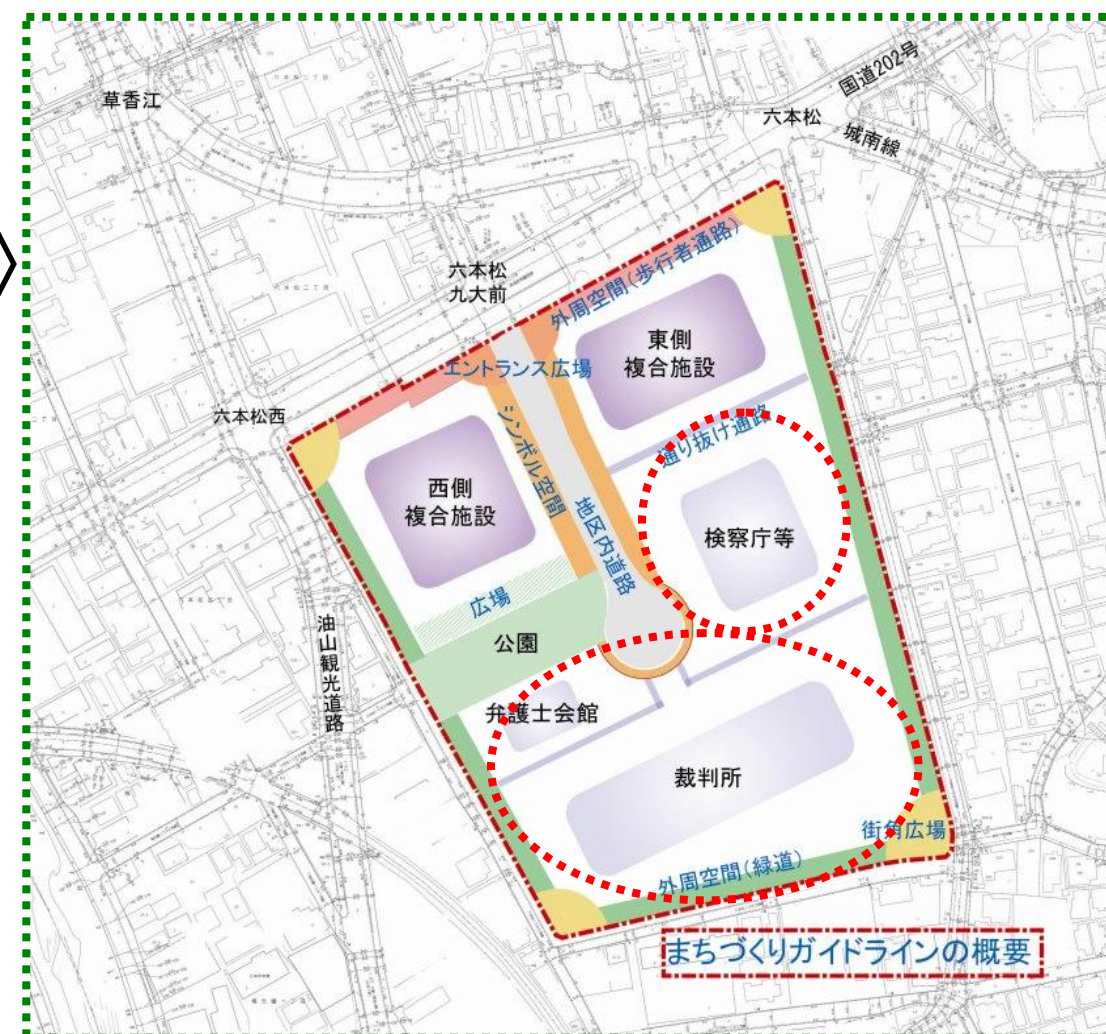 国道202号
草香江
六本松
城南線
六本松
九大前
外周空間(歩行者通路)
東側
複合施設
エントランス広場
六本松西
シンボル空間
通り抜け通路
西側
複合施設
地区内道路
検察庁等
広場
公園
油山観光道路
弁護士会館
裁判所
街角広場
外周空間(緑道)
まちづくりガイドラインの概要